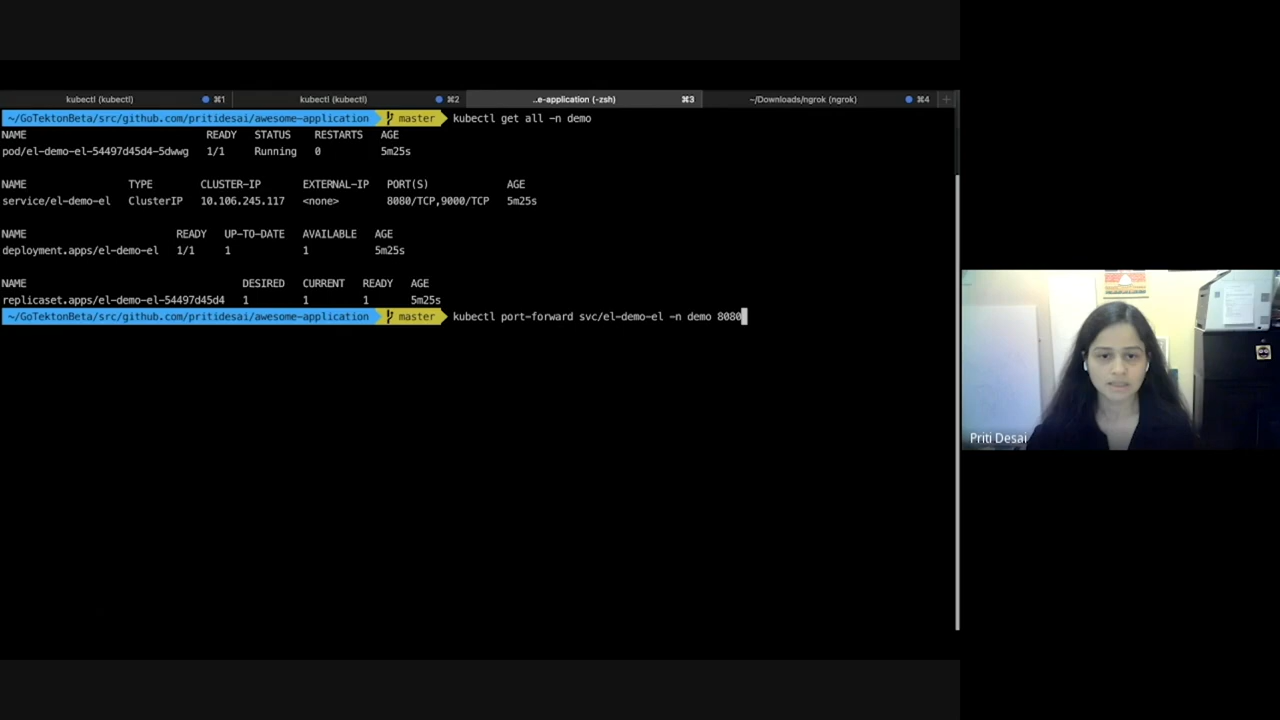 kubectl (kubectl) ⌘1 kubectl (kubectl) ⌘2 ..e-application (-zsh) ⌘3 ~/Downloads/ngrok (ngrok) ⌘4 +
~/GoTektonBeta/src/github.com/pritidesai/awesome-application master kubectl get all -n demo
NAME READY STATUS RESTARTS AGE
pod/el-demo-el-54497d45d4-5dwwg 1/1 Running 0 5m25s
NAME TYPE CLUSTER-IP EXTERNAL-IP PORT(S) AGE
service/el-demo-el ClusterIP 10.106.245.117 <none> 8080/TCP,9000/TCP 5m25s
NAME READY UP-TO-DATE AVAILABLE AGE
deployment.apps/el-demo-el 1/1 1 1 5m25s
NAME DESIRED CURRENT READY AGE
replicaset.apps/el-demo-el-54497d45d4 1 1 1 5m25s
~/GoTektonBeta/src/github.com/pritidesai/awesome-application master kubectl port-forward svc/el-demo-el -n demo 8080
Priti Desai